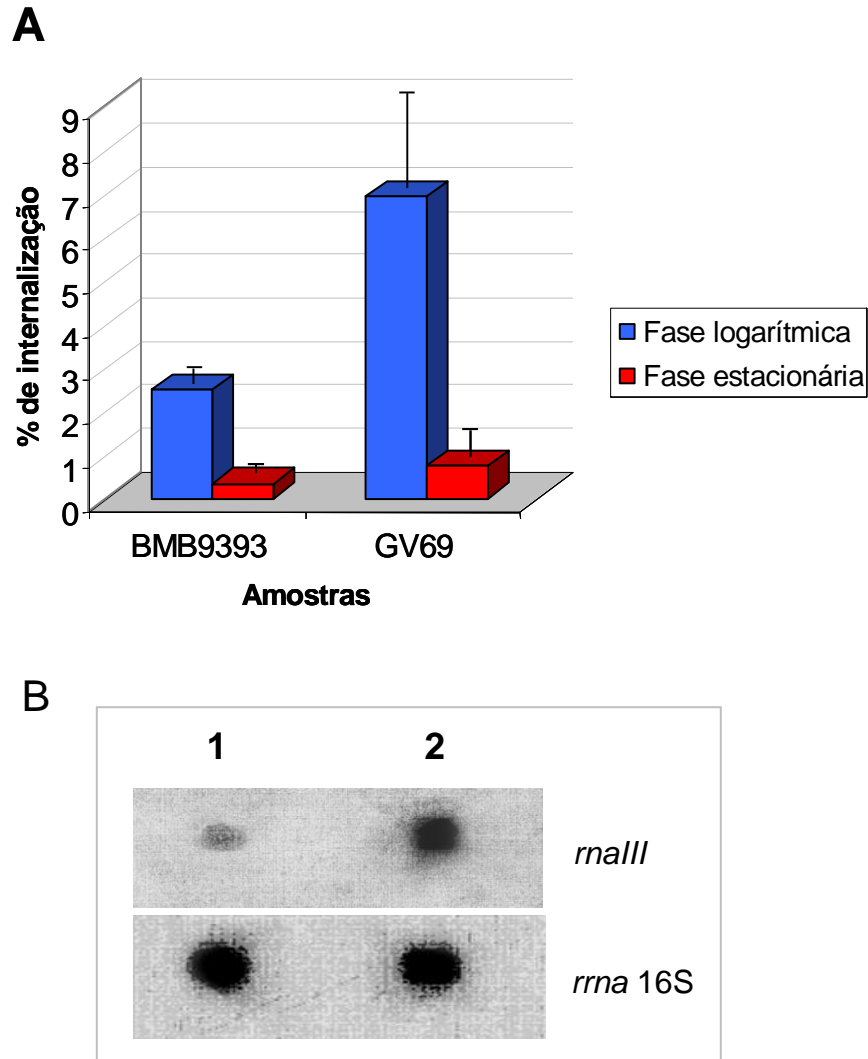 A
% de internalização
9
8
7
6
5
4
3
2
1
0
BMB9393 GV69
Amostras
Fase logarítmica
Fase estacionária
B
1 2
rnaIII
rrna 16S